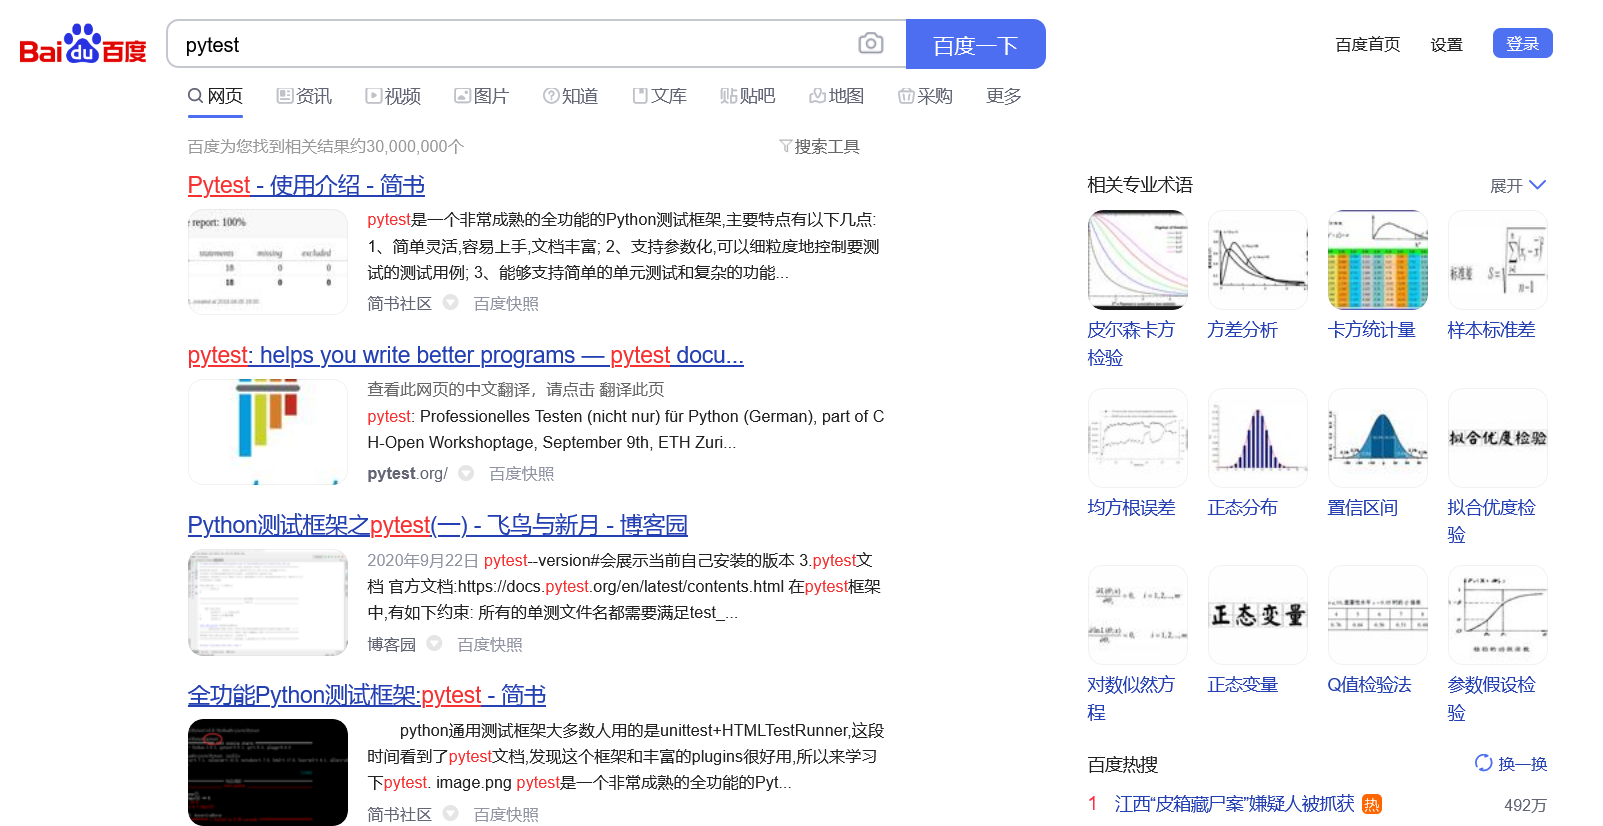 Bai du 百度
pytest
百度一下
百度首页 设置 登录
网页 资讯 视频 图片 知道 文库 贴吧 地图 采购 更多
百度为您找到相关结果约30,000,000个
搜索工具
Pytest - 使用介绍 - 简书
report: 100%
statements missing excluded
18 0 0
18 0 0
pytest是一个非常成熟的全功能的Python测试框架,主要特点有以下几点:
1、简单灵活,容易上手,文档丰富; 2、支持参数化,可以细粒度地控制要测
试的测试用例; 3、能够支持简单的单元测试和复杂的功能...
简书社区 百度快照
pytest: helps you write better programs — pytest docu...
查看此网页的中文翻译，请点击 翻译此页
pytest: Professionelles Testen (nicht nur) für Python (German), part of C
H-Open Workshoptage, September 9th, ETH Zuri...
pytest.org/ 百度快照
Python测试框架之pytest(一) - 飞鸟与新月 - 博客园
2020年9月22日 pytest--version#会展示当前自己安装的版本 3.pytest文
档 官方文档:https://docs.pytest.org/en/latest/contents.html 在pytest框架
中,有如下约束: 所有的单测文件名都需要满足test_...
博客园 百度快照
全功能Python测试框架:pytest - 简书
python通用测试框架大多数人用的是unittest+HTMLTestRunner,这段
时间看到了pytest文档,发现这个框架和丰富的plugins很好用,所以来学习
下pytest. image.png pytest是一个非常成熟的全功能的Pyt...
简书社区 百度快照
相关专业术语
展开
标准差
皮尔森卡方
检验
方差分析
卡方统计量
样本标准差
拟合优度检验
均方根误差
正态分布
置信区间
拟合优度检
验
正态变量
对数似然方
程
正态变量
Q值检验法
参数假设检
验
百度热搜
换一换
1 江西“皮箱藏尸案”嫌疑人被抓获 热 492万